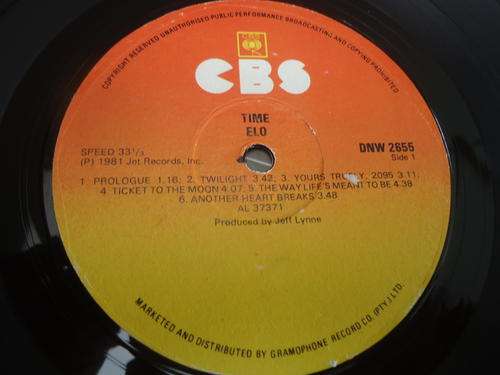 COPYRIGHT RESERVED UNAUTHORISED PUBLIC PERFORMANCE BROADCASTING AND COPYING PROHIBITED
CBS
CBS
TIME
ELO
SPEED 33⅓
(P) 1981 Jet Records, Inc.
DNW 2655
Side 1
1 PROLOGUE 1.16, 2. TWILIGHT 3.42, 3. YOURS TRULY, 2095 3.11,
4 TICKET TO THE MOON 4.07, 5. THE WAY LIFE'S MEANT TO BE 4.38
6. ANOTHER HEART BREAKS 3.48
AL 37371
Produced by Jeff Lynne
MARKETED AND DISTRIBUTED BY GRAMOPHONE RECORD CO. (PTY.) LTD.